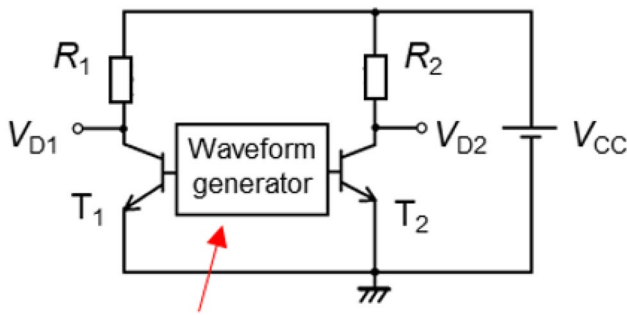 R1
R2
VD1
Waveform
generator
VD2
VCC
T1
T2